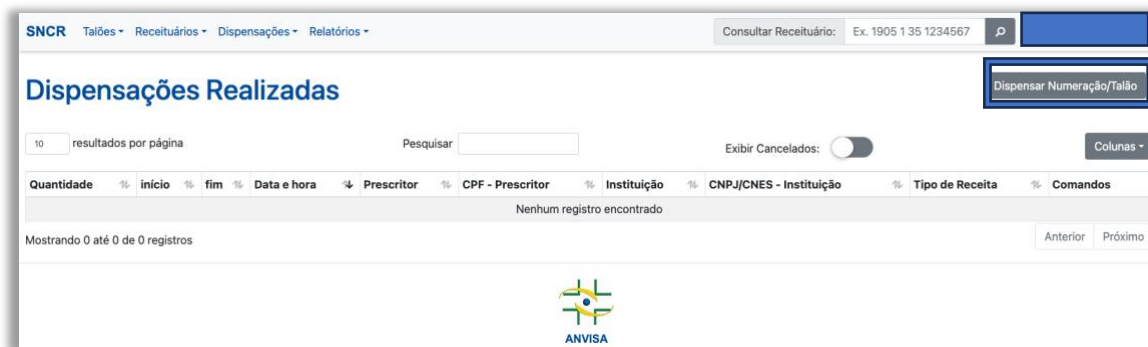 SNCR Talões Receituários Dispensações Relatórios Consultar Receituário: Ex. 1905 1 35 1234567
Dispensações Realizadas Dispensar Numeração/Talão
10 resultados por página Pesquisar Exibir Cancelados: Colunas
Quantidade início fim Data e hora Prescritor CPF - Prescritor Instituição CNPJ/CNES - Instituição Tipo de Receita Comandos
Nenhum registro encontrado
Mostrando 0 até 0 de 0 registros Anterior Próximo
ANVISA